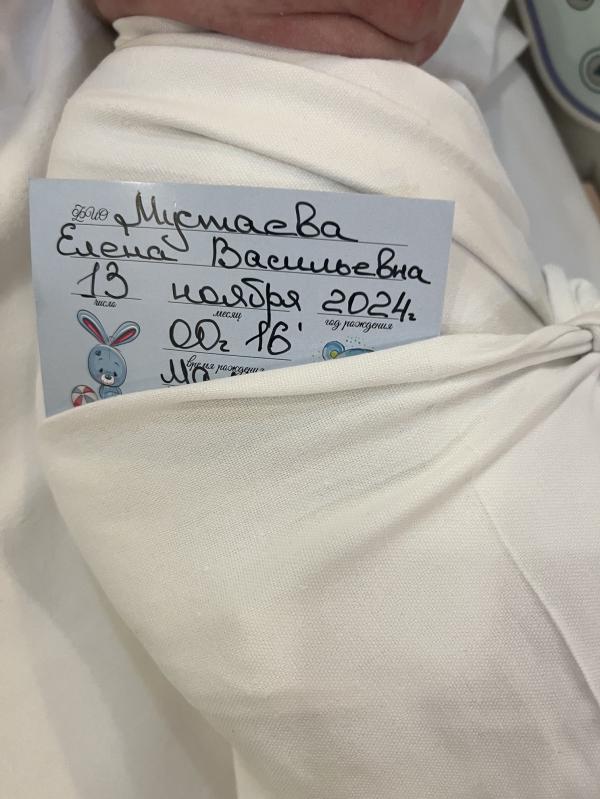 ФИО Мустаева
Елена Васильевна
13 ноября 2024г
число месяц год рождения
00ч 16'
время рождения